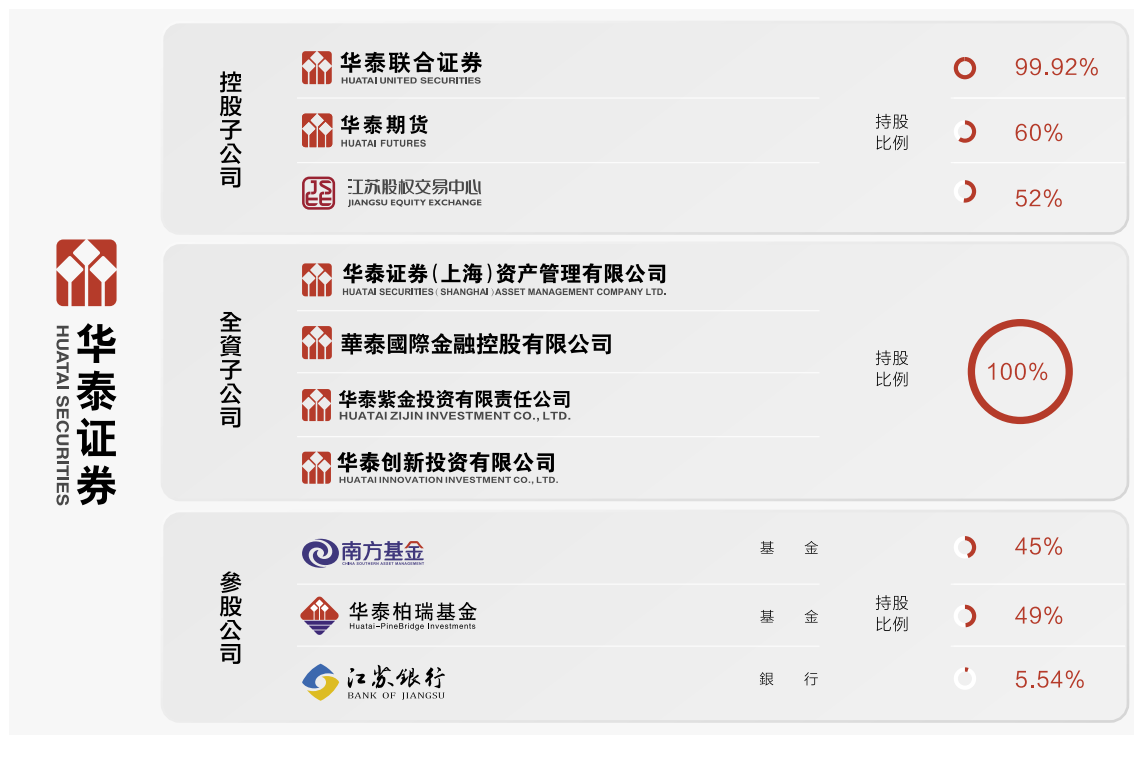 华泰证券
HUATAI SECURITIES
控股子公司
华泰联合证券
HUATAI UNITED SECURITIES
99.92%
华泰期货
HUATAI FUTURES
持股
比例
60%
JSEE
江苏股权交易中心
JIANGSU EQUITY EXCHANGE
52%
全資子公司
华泰证券(上海)资产管理有限公司
HUATAI SECURITIES (SHANGHAI) ASSET MANAGEMENT COMPANY LTD.
華泰國際金融控股有限公司
持股
比例
100%
华泰紫金投资有限责任公司
HUATAI ZIJIN INVESTMENT CO., LTD.
华泰创新投资有限公司
HUATAI INNOVATION INVESTMENT CO., LTD.
參股公司
南方基金
CHINA SOUTHERN ASSET MANAGEMENT
基 金
45%
华泰柏瑞基金
Huatai-PineBridge Investments
基 金
持股
比例
49%
江苏银行
BANK OF JIANGSU
銀 行
5.54%